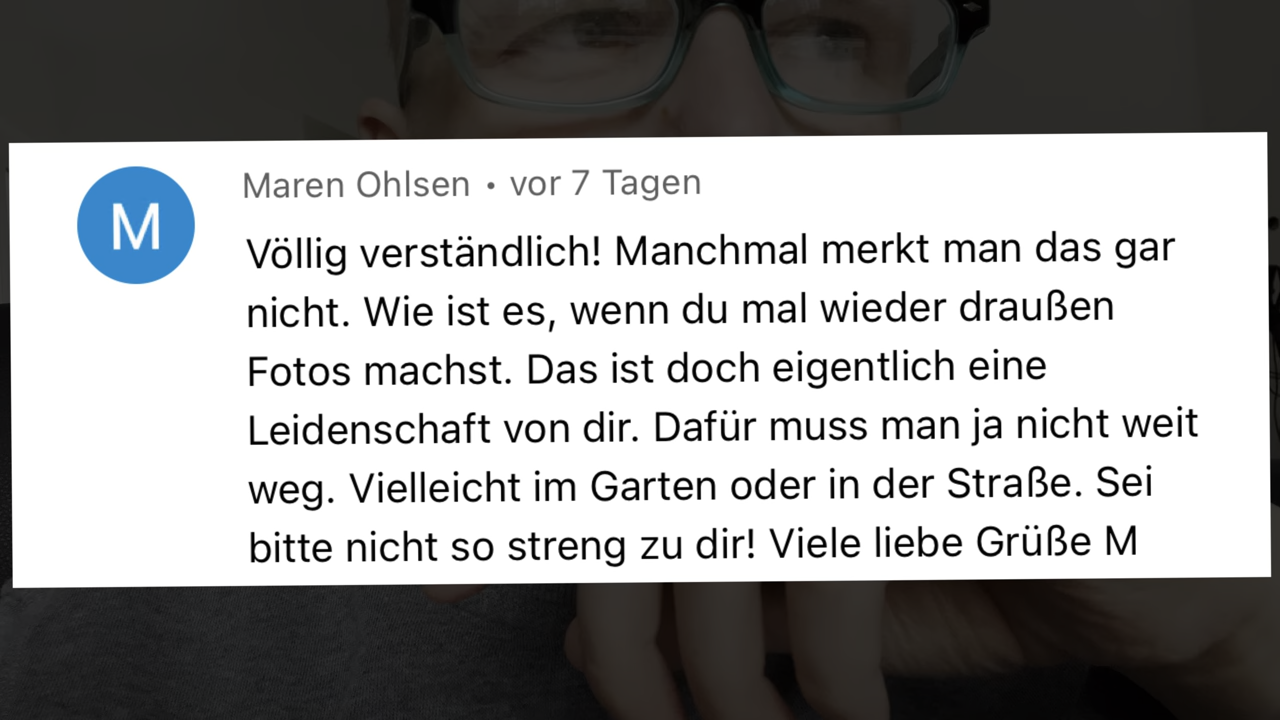 M
Maren Ohlsen • vor 7 Tagen
Völlig verständlich! Manchmal merkt man das gar
nicht. Wie ist es, wenn du mal wieder draußen
Fotos machst. Das ist doch eigentlich eine
Leidenschaft von dir. Dafür muss man ja nicht weit
weg. Vielleicht im Garten oder in der Straße. Sei
bitte nicht so streng zu dir! Viele liebe Grüße M